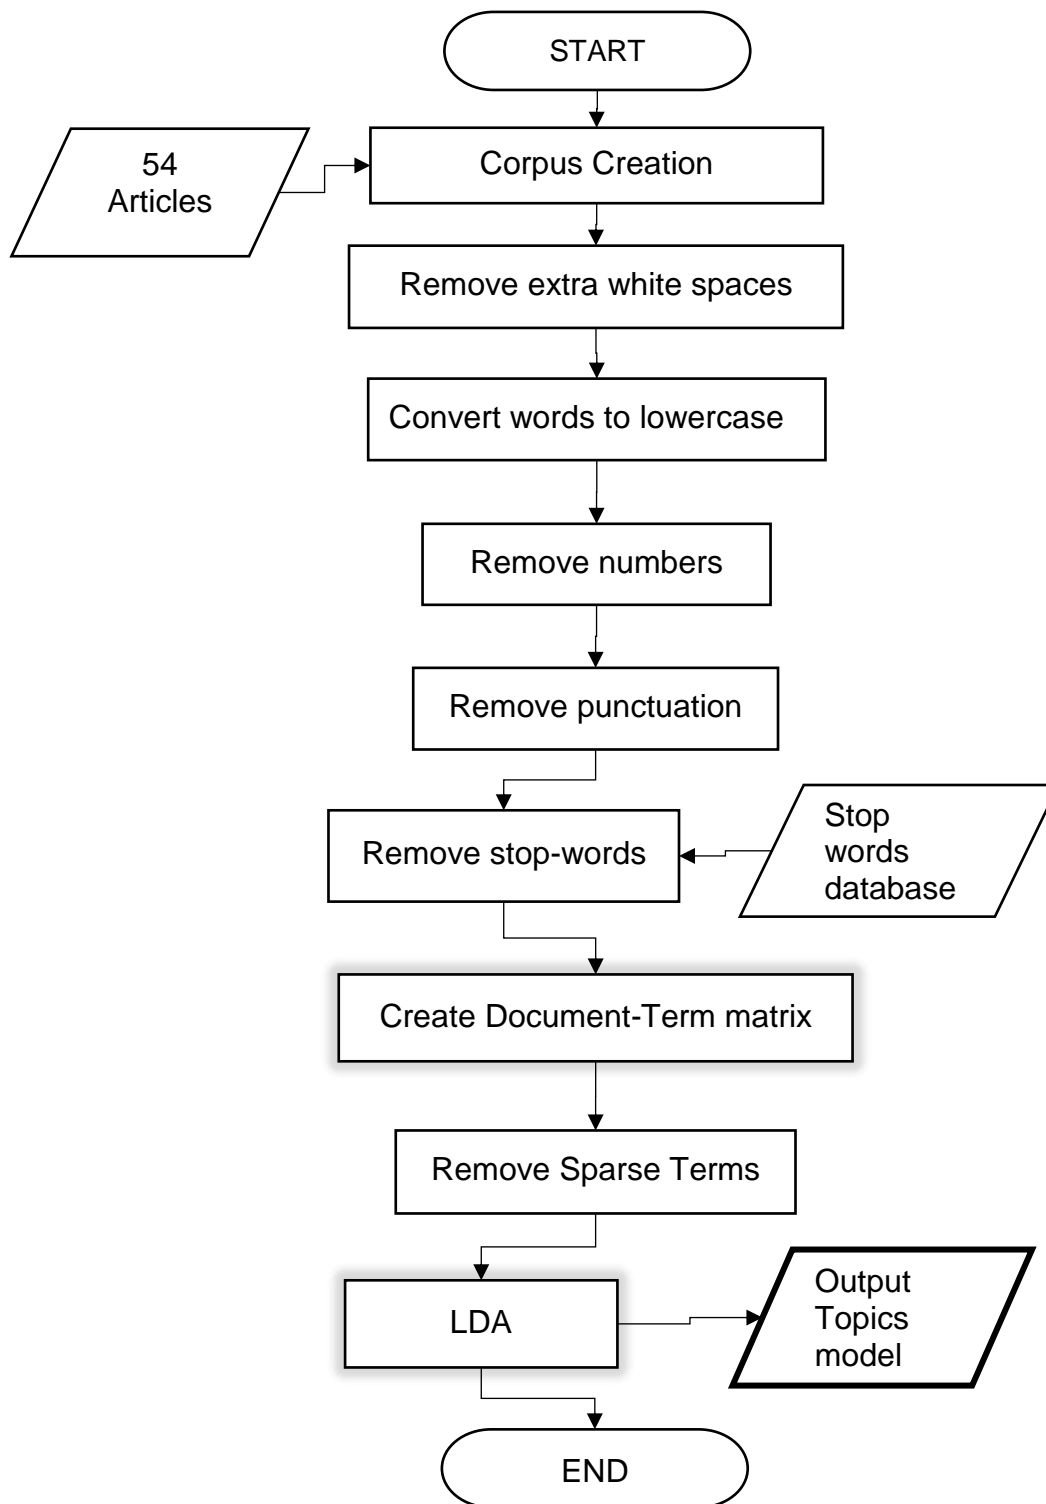 START
54
Articles
Corpus Creation
Remove extra white spaces
Convert words to lowercase
Remove numbers
Remove punctuation
Remove stop-words
Stop
words
database
Create Document-Term matrix
Remove Sparse Terms
LDA
Output
Topics
model
END